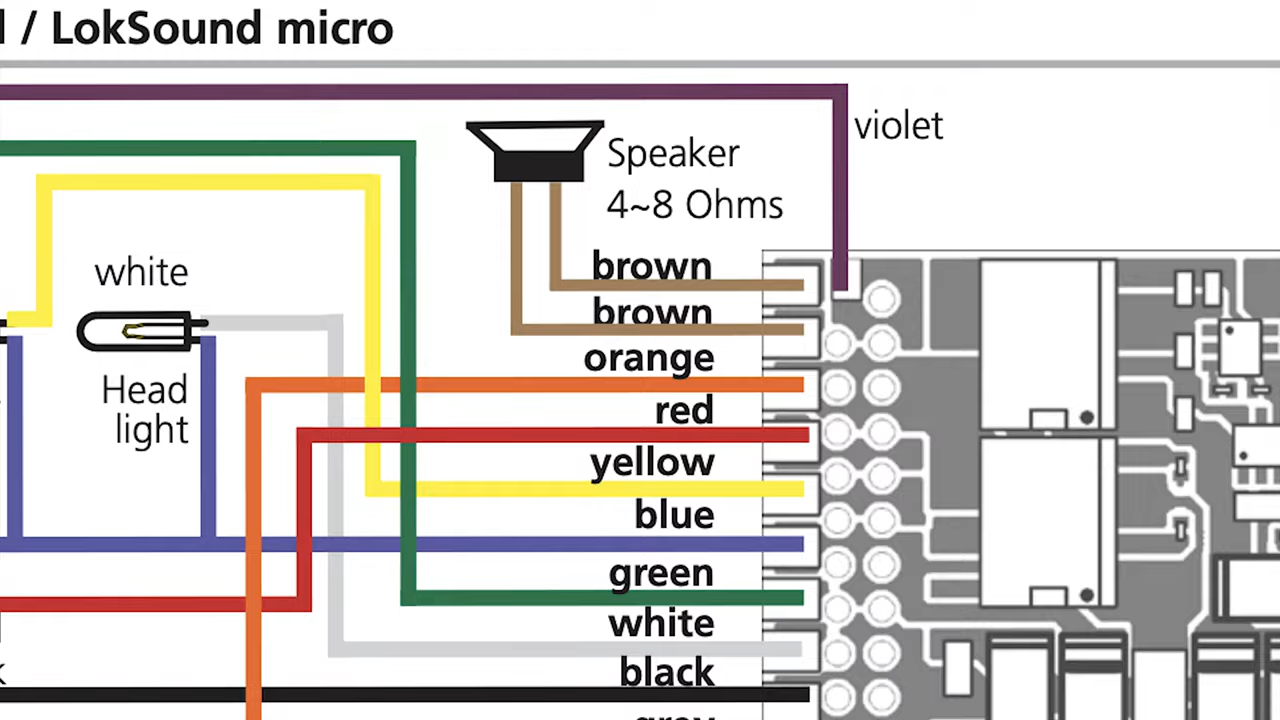 / LokSound micro
violet
Speaker
4~8 Ohms
white
Head
light
brown
brown
orange
red
yellow
blue
green
white
black